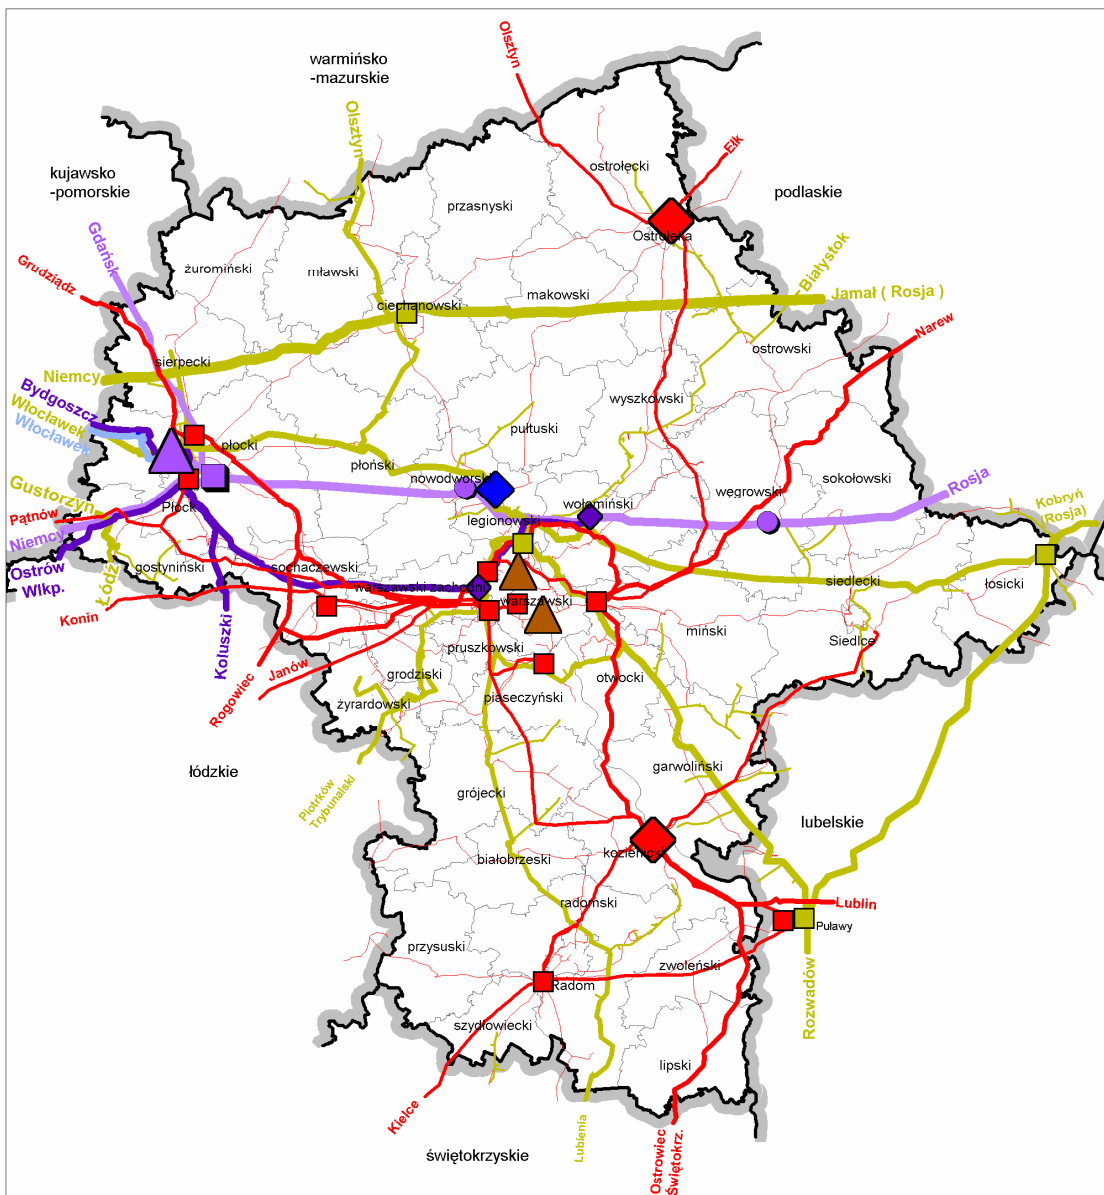 Olsztyn
warmińsko
-mazurskie
Olsztyn
Ełk
kujawsko
-pomorskie
ostrołęcki
podlaskie
przasnyski
Gdańsk
Ostrołęka
Grudziądz
żuromiński
mławski
Białystok
makowski
Jamał ( Rosja )
ciechanowski
Narew
ostrowski
sierpecki
Niemcy
Bydgoszcz
wyszkowski
Włocławek
Włocławek
pułtuski
płocki
płoński
nowodworski
sokołowski
węgrowski
Rosja
Gustorzyn
Kobryń
(Rosja)
wołomiński
Płock
legionowski
Pątnów
Niemcy
Ostrów
Wlkp.
gostyniński
sochaczewski
Łódź
warszawski zachodni
siedlecki
łosicki
Konin
warszawski
Koluszki
miński
Siedlce
pruszkowski
Janów
grodziski
otwocki
Rogowiec
piaseczyński
żyrardowski
łódzkie
garwoliński
Piotrków
Trybunalski
grójecki
lubelskie
białobrzeski
kozienicki
radomski
Lublin
Puławy
przysuski
zwoleński
Radom
Rozwadów
szydłowiecki
lipski
Kielce
Lubienia
Ostrowiec
Świętokrz.
świętokrzyskie